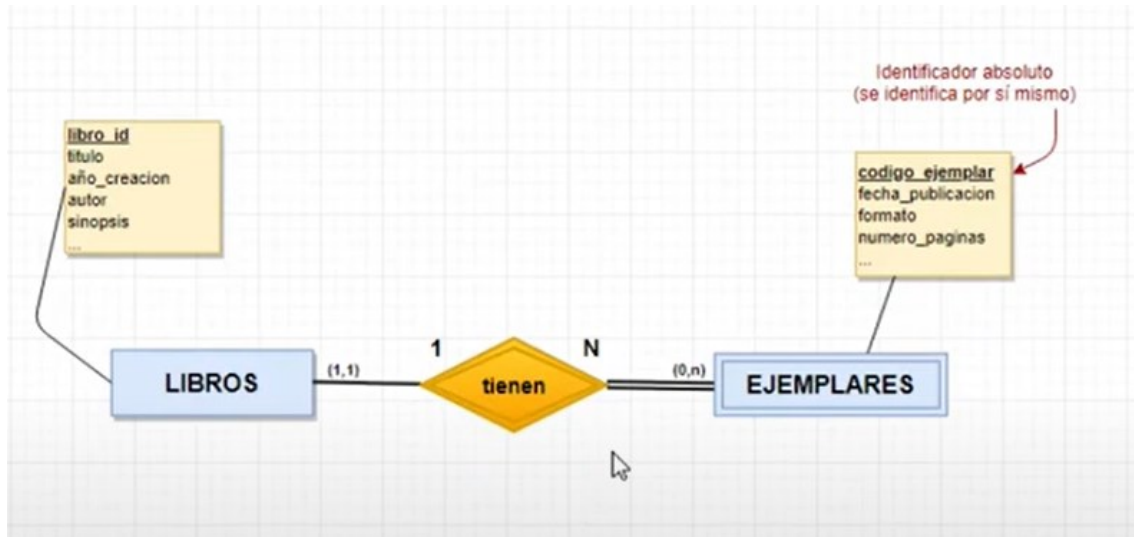 Identificador absoluto
(se identifica por sí mismo)
libro_id
titulo
año_creacion
autor
sinopsis
...
codigo_ejemplar
fecha_publicacion
formato
numero_paginas
...
1
N
LIBROS
(1,1)
tienen
(0,n)
EJEMPLARES